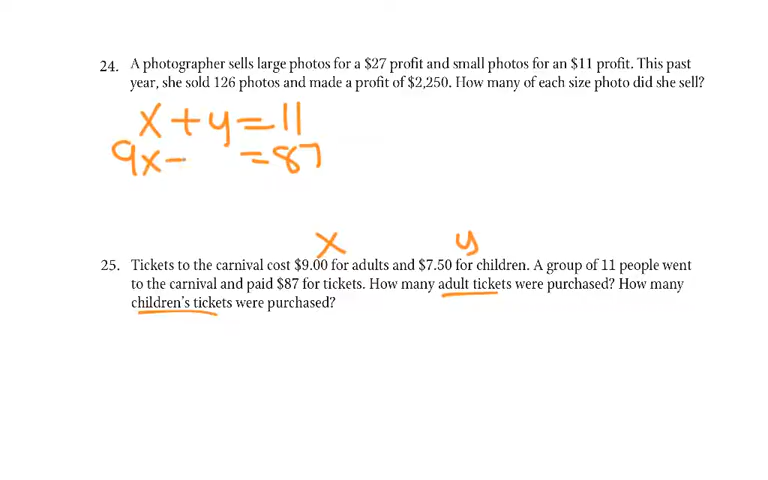 24. A photographer sells large photos for a $27 profit and small photos for an $11 profit. This past
year, she sold 126 photos and made a profit of $2,250. How many of each size photo did she sell?
x + y = 11
9x - = 87
x y
25. Tickets to the carnival cost $9.00 for adults and $7.50 for children. A group of 11 people went
to the carnival and paid $87 for tickets. How many adult tickets were purchased? How many
children's tickets were purchased?